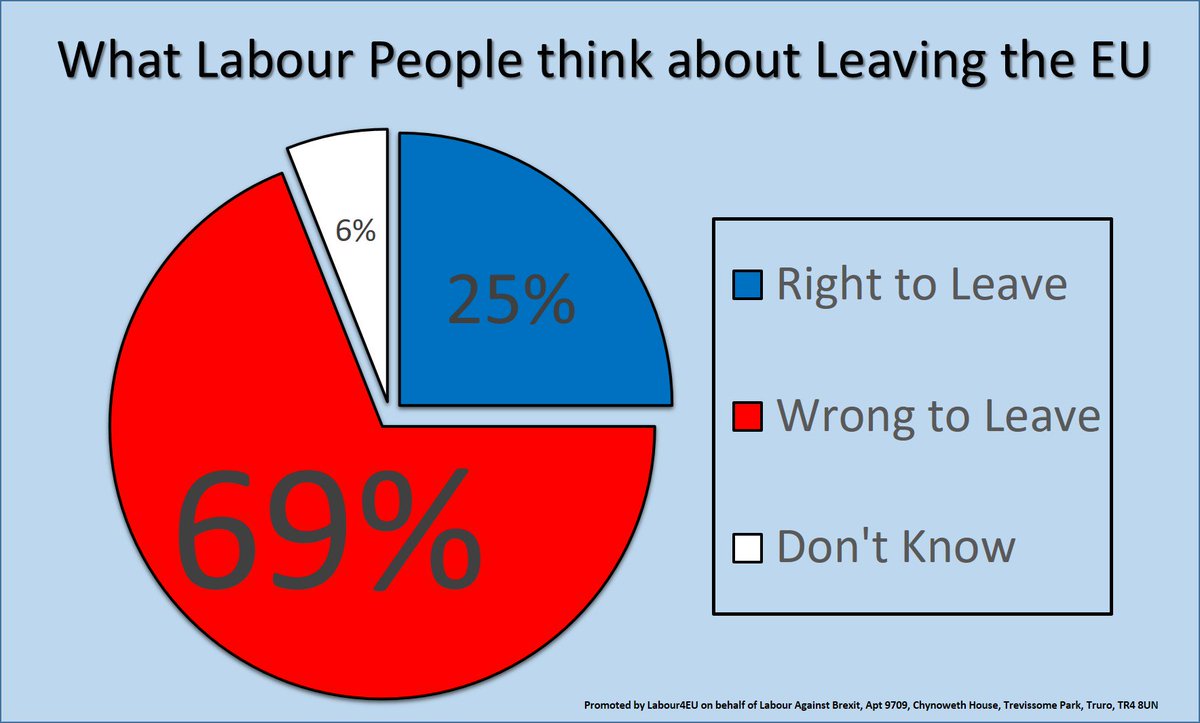 What Labour People think about Leaving the EU
6%
25%
69%
Right to Leave
Wrong to Leave
Don't Know
Promoted by Labour4EU on behalf of Labour Against Brexit, Apt 9709, Chynoweth House, Trevissome Park, Truro, TR4 8UN